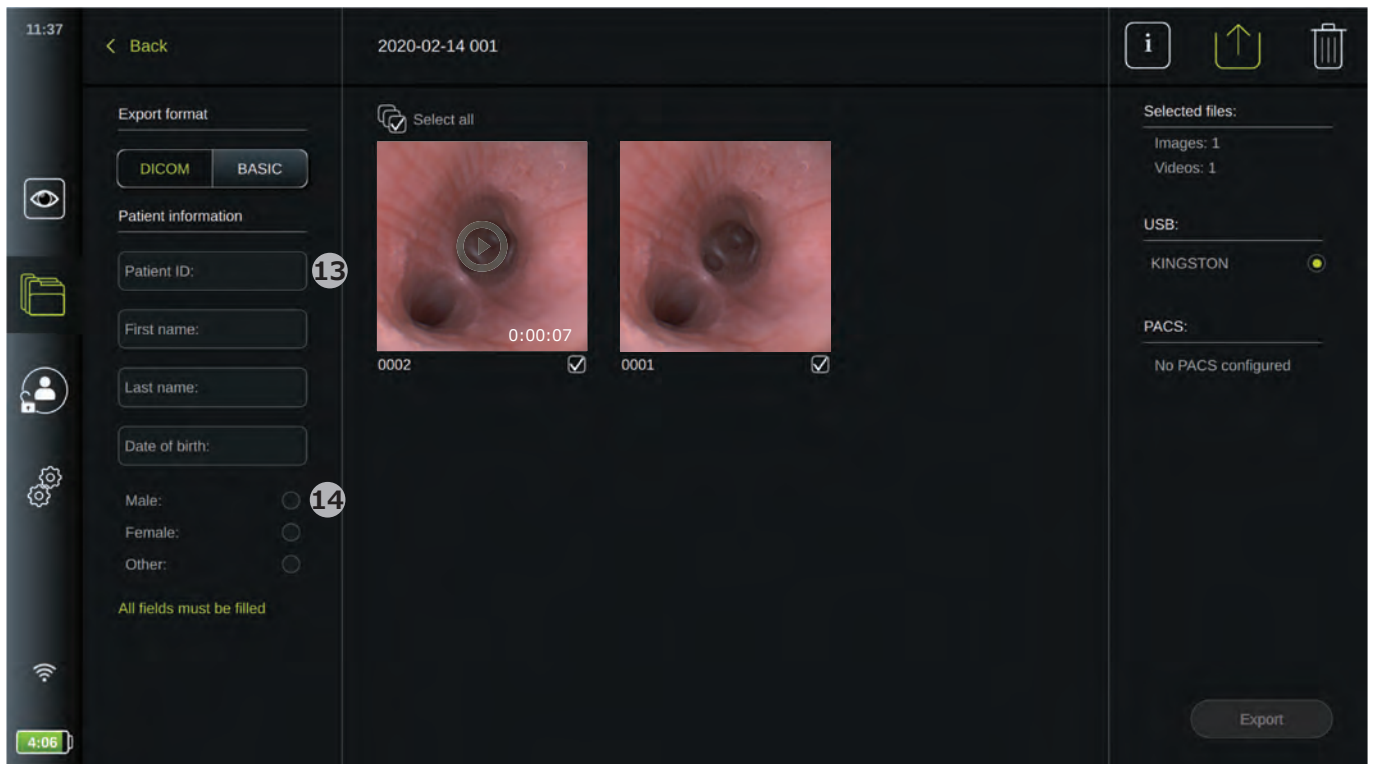 11:37
Back
2020-02-14 001
i
Export format
DICOM BASIC
Patient information
Patient ID:
13
First name:
Last name:
Date of birth:
Male:
14
Female:
Other:
All fields must be filled
Select all
0:00:07
0002
0001
Selected files:
Images: 1
Videos: 1
USB:
KINGSTON
PACS:
No PACS configured
Export
4:06